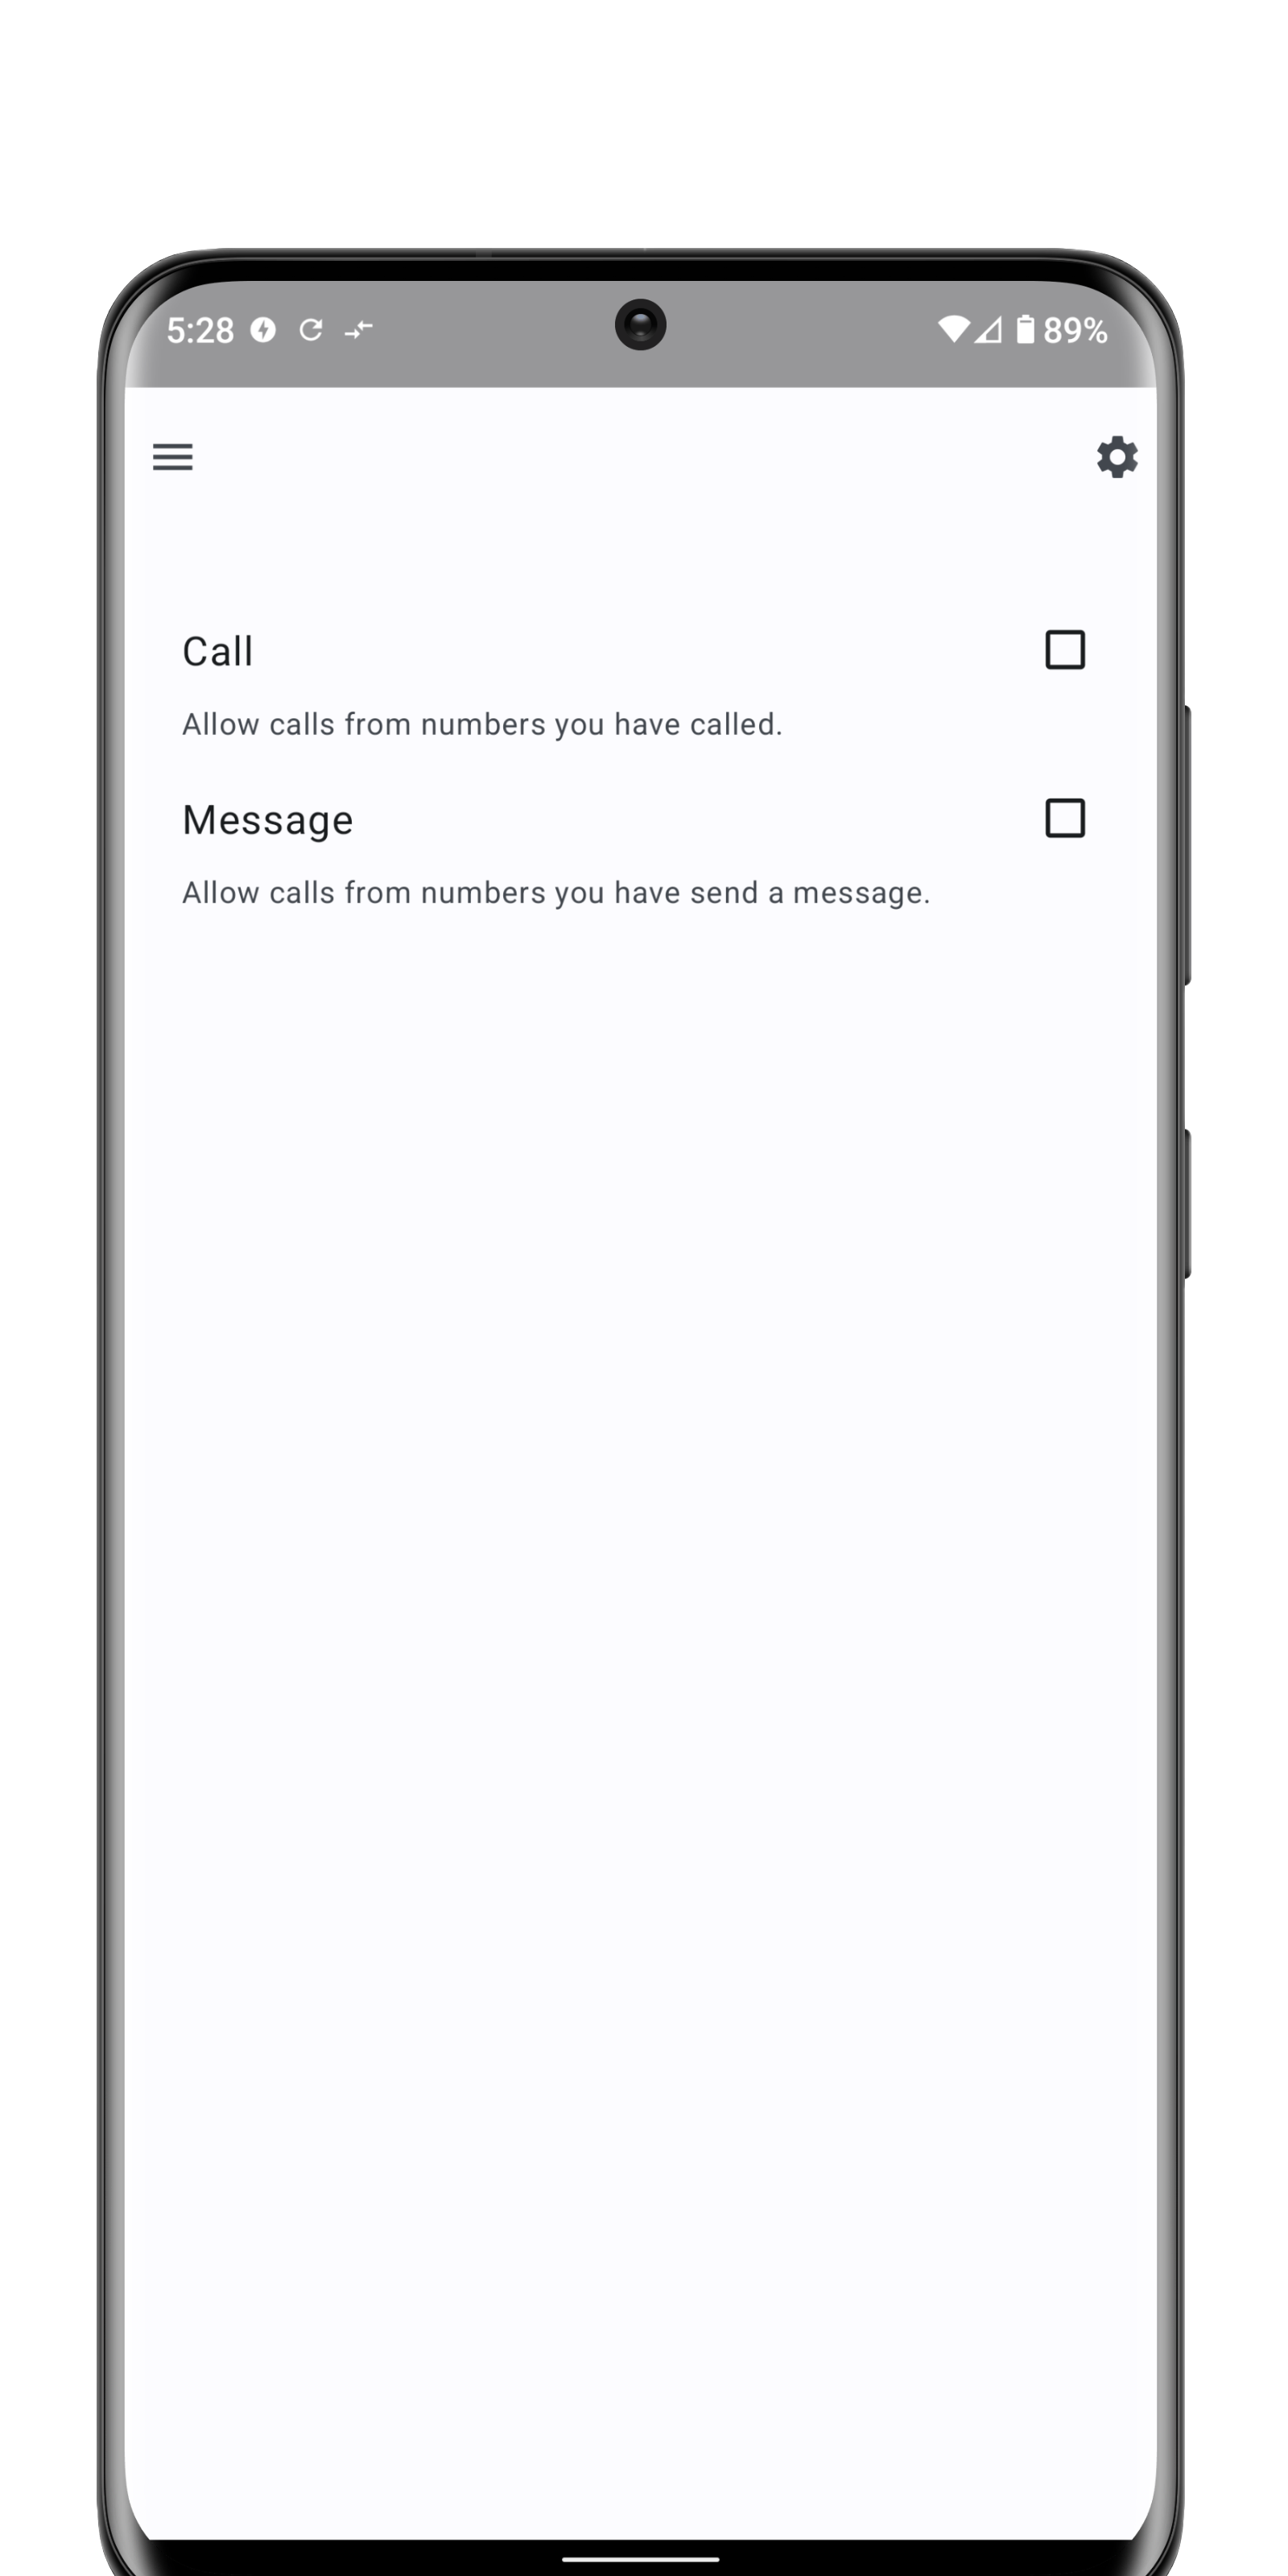 5:28 89%
Call
Allow calls from numbers you have called.
Message
Allow calls from numbers you have send a message.